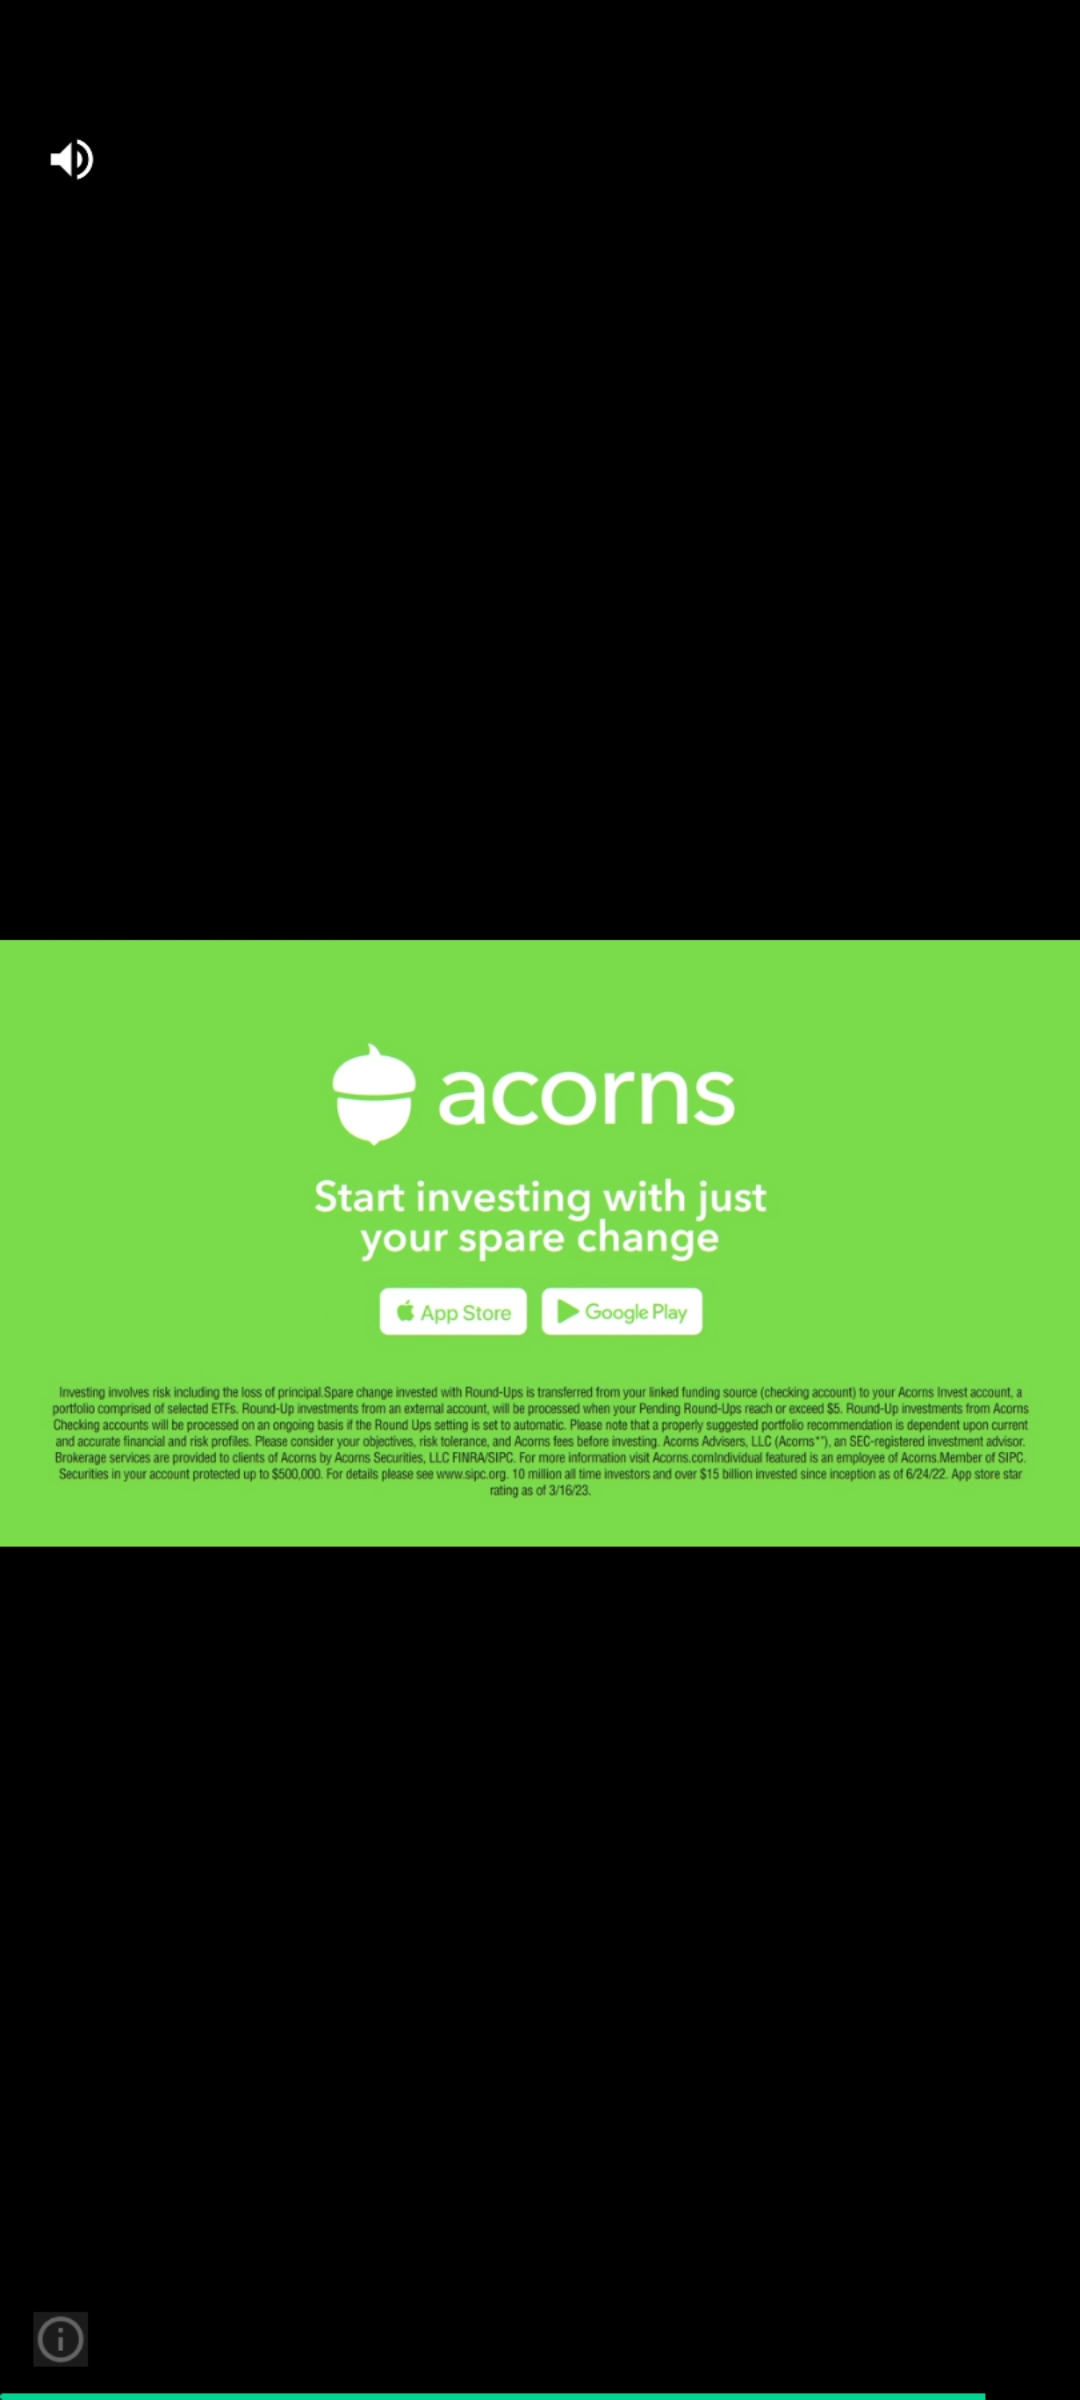 acorns
Start investing with just
your spare change
App Store
Google Play
Investing involves risk including the loss of principal.Spare change invested with Round-Ups is transferred from your linked funding source (checking account) to your Acorns Invest account, a
portfolio comprised of selected ETFs. Round-Up investments from an external account, will be processed when your Pending Round-Ups reach or exceed $5. Round-Up investments from Acorns
Checking accounts will be processed on an ongoing basis if the Round Ups setting is set to automatic. Please note that a properly suggested portfolio recommendation is dependent upon current
and accurate financial and risk profiles. Please consider your objectives, risk tolerance, and Acorns fees before investing. Acorns Advisers, LLC (Acorns""), an SEC-registered investment advisor.
Brokerage services are provided to clients of Acorns by Acorns Securities, LLC FINRA/SIPC. For more information visit Acorns.comIndividual featured is an employee of Acorns.Member of SIPC.
Securities in your account protected up to $500,000. For details please see www.sipc.org. 10 million all time investors and over $15 billion invested since inception as of 6/24/22. App store star
rating as of 3/16/23.